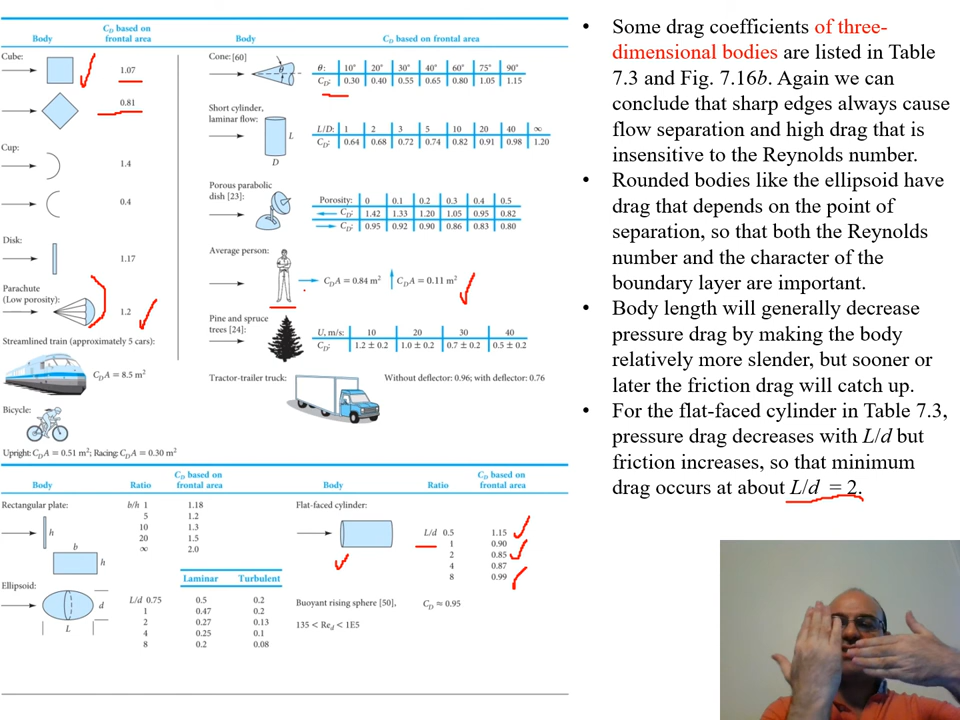 Body
C_D based on
frontal area
Body
C_D based on frontal area
Cube:
1.07
0.81
Cup:
1.4
0.4
Disk:
1.17
Parachute
(Low porosity):
1.2
Streamlined train (approximately 5 cars):
C_DA = 8.5 m²
Bicycle:
Upright: C_DA = 0.51 m²; Racing: C_DA = 0.30 m²
Cone: [60]
θ
θ: 10° 20° 30° 40° 60° 75° 90°
C_D: 0.30 0.40 0.55 0.65 0.80 1.05 1.15
Short cylinder,
laminar flow:
L
D
L/D: 1 2 3 5 10 20 40 ∞
C_D: 0.64 0.68 0.72 0.74 0.82 0.91 0.98 1.20
Porous parabolic
dish [23]:
Porosity: 0 0.1 0.2 0.3 0.4 0.5
C_D: 1.42 1.33 1.20 1.05 0.95 0.82
C_D: 0.95 0.92 0.90 0.86 0.83 0.80
Average person:
C_DA = 0.84 m² C_DA = 0.11 m²
Pine and spruce
trees [24]:
U, m/s: 10 20 30 40
C_D: 1.2 ± 0.2 1.0 ± 0.2 0.7 ± 0.2 0.5 ± 0.2
Tractor-trailer truck:
Without deflector: 0.96; with deflector: 0.76
Body
Ratio
C_D based on
frontal area
Rectangular plate:
h
b
h
b/h 1 1.18
5 1.2
10 1.3
20 1.5
∞ 2.0
Ellipsoid:
d
L
Laminar Turbulent
L/d 0.75 0.5 0.2
1 0.47 0.2
2 0.27 0.13
4 0.25 0.1
8 0.2 0.08
Body
Ratio
C_D based on
frontal area
Flat-faced cylinder:
L/d 0.5 1.15
1 0.90
2 0.85
4 0.87
8 0.99
Buoyant rising sphere [50],
C_D ≈ 0.95
135 < Re_d < 1E5
• Some drag coefficients of three-
dimensional bodies are listed in Table
7.3 and Fig. 7.16b. Again we can
conclude that sharp edges always cause
flow separation and high drag that is
insensitive to the Reynolds number.
• Rounded bodies like the ellipsoid have
drag that depends on the point of
separation, so that both the Reynolds
number and the character of the
boundary layer are important.
• Body length will generally decrease
pressure drag by making the body
relatively more slender, but sooner or
later the friction drag will catch up.
• For the flat-faced cylinder in Table 7.3,
pressure drag decreases with L/d but
friction increases, so that minimum
drag occurs at about L/d = 2.